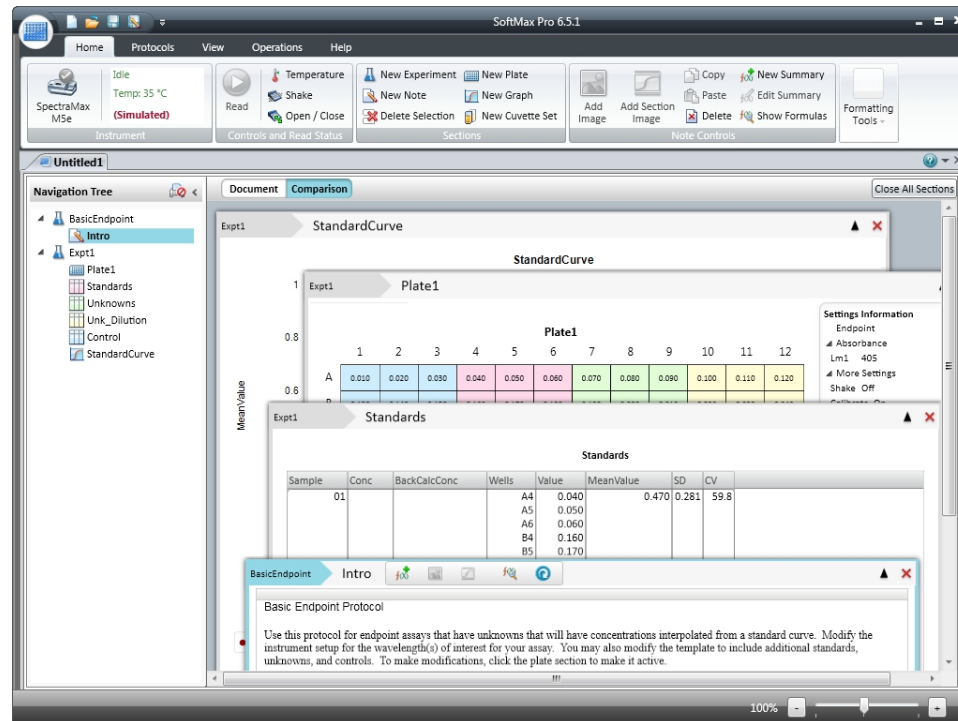 SoftMax Pro 6.5.1
Home Protocols View Operations Help
SpectraMax M5e
Idle
Temp: 35 °C
(Simulated)
Instrument
Read
Temperature
Shake
Open / Close
Controls and Read Status
New Experiment New Plate
New Note New Graph
Delete Selection New Cuvette Set
Sections
Add Image
Add Section Image
Copy New Summary
Paste Edit Summary
Delete Show Formulas
Note Controls
Formatting Tools
Untitled1
Navigation Tree
BasicEndpoint
Intro
Expt1
Plate1
Standards
Unknowns
Unk_Dilution
Control
StandardCurve
Document Comparison Close All Sections
Expt1 StandardCurve
StandardCurve
1
0.8
0.6
MeanValue
Expt1 Plate1
Plate1
1 2 3 4 5 6 7 8 9 10 11 12
A 0.010 0.020 0.030 0.040 0.050 0.060 0.070 0.080 0.090 0.100 0.110 0.120
Settings Information
Endpoint
Absorbance
Lm1 405
More Settings
Shake Off
Expt1 Standards
Standards
Sample Conc BackCalcConc Wells Value MeanValue SD CV
01 A4 0.040 0.470 0.281 59.8
A5 0.050
A6 0.060
B4 0.160
B5 0.170
BasicEndpoint Intro
Basic Endpoint Protocol
Use this protocol for endpoint assays that have unknowns that will have concentrations interpolated from a standard curve. Modify the
instrument setup for the wavelength(s) of interest for your assay. You may also modify the template to include additional standards,
unknowns, and controls. To make modifications, click the plate section to make it active.
100%